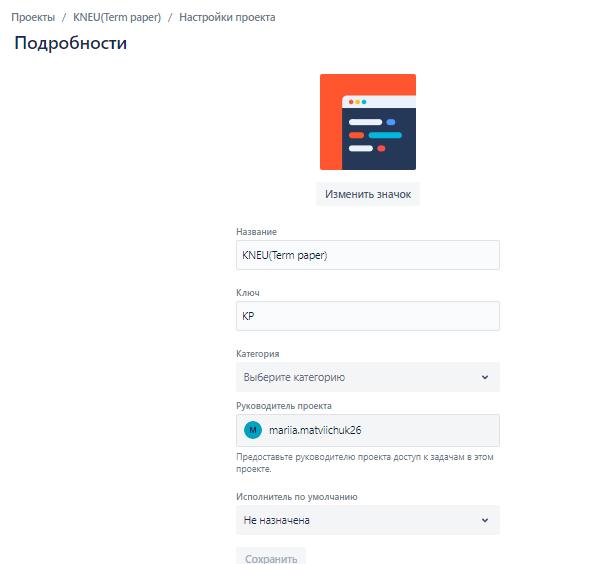 Проекты / KNEU(Term paper) / Настройки проекта
Подробности
Изменить значок
Название
KNEU(Term paper)
Ключ
KP
Категория
Выберите категорию
Руководитель проекта
M mariia.matviichuk26
Предоставьте руководителю проекта доступ к задачам в этом
проекте.
Исполнитель по умолчанию
Не назначена
Сохранить